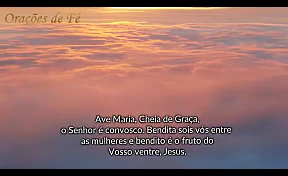 Orações de Fé
Ave Maria, Cheia de Graça,
o Senhor é convosco. Bendita sois vós entre
as mulheres e bendito é o fruto do
Vosso ventre, Jesus.